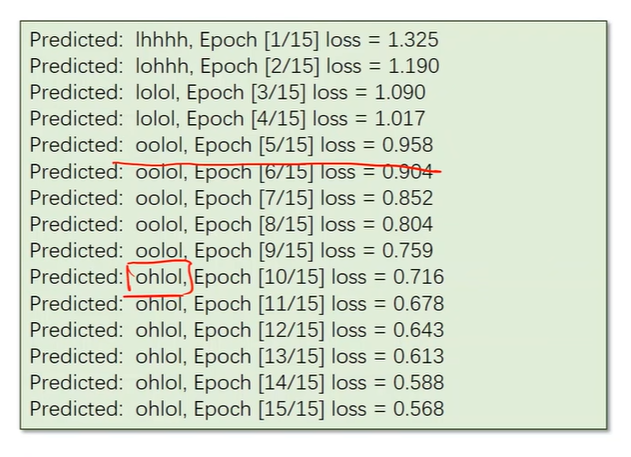 Predicted: lhhhh, Epoch [1/15] loss = 1.325
Predicted: lohhh, Epoch [2/15] loss = 1.190
Predicted: lolol, Epoch [3/15] loss = 1.090
Predicted: lolol, Epoch [4/15] loss = 1.017
Predicted: oolol, Epoch [5/15] loss = 0.958
Predicted: oolol, Epoch [6/15] loss = 0.904
Predicted: oolol, Epoch [7/15] loss = 0.852
Predicted: oolol, Epoch [8/15] loss = 0.804
Predicted: oolol, Epoch [9/15] loss = 0.759
Predicted: ohlol, Epoch [10/15] loss = 0.716
Predicted: ohlol, Epoch [11/15] loss = 0.678
Predicted: ohlol, Epoch [12/15] loss = 0.643
Predicted: ohlol, Epoch [13/15] loss = 0.613
Predicted: ohlol, Epoch [14/15] loss = 0.588
Predicted: ohlol, Epoch [15/15] loss = 0.568